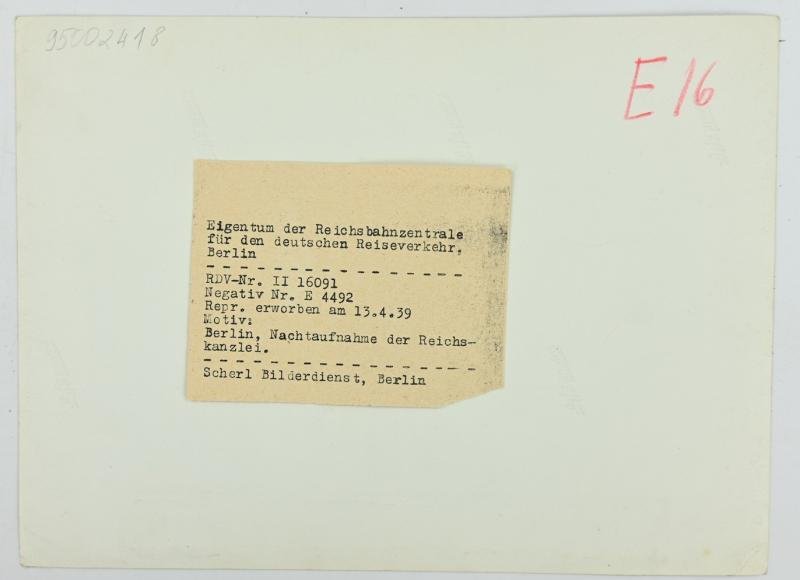 95002418
E 16
Eigentum der Reichsbahnzentrale
für den deutschen Reiseverkehr,
Berlin
- - - - - - - - - - - - - - - -
RDV-Nr. II 16091
Negativ Nr. E 4492
Repr. erworben am 13.4.39
Motiv:
Berlin, Nachtaufnahme der Reichs-
kanzlei.
- - - - - - - - - - - - - - - - -
Scherl Bilderdienst, Berlin